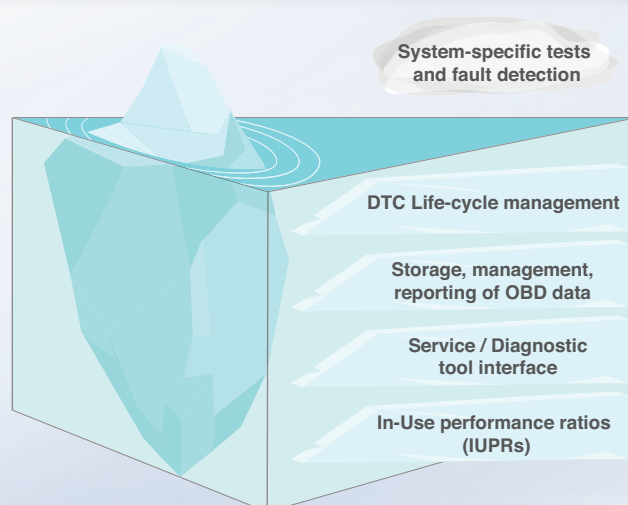 System-specific tests
and fault detection
DTC Life-cycle management
Storage, management,
reporting of OBD data
Service / Diagnostic
tool interface
In-Use performance ratios
(IUPRs)